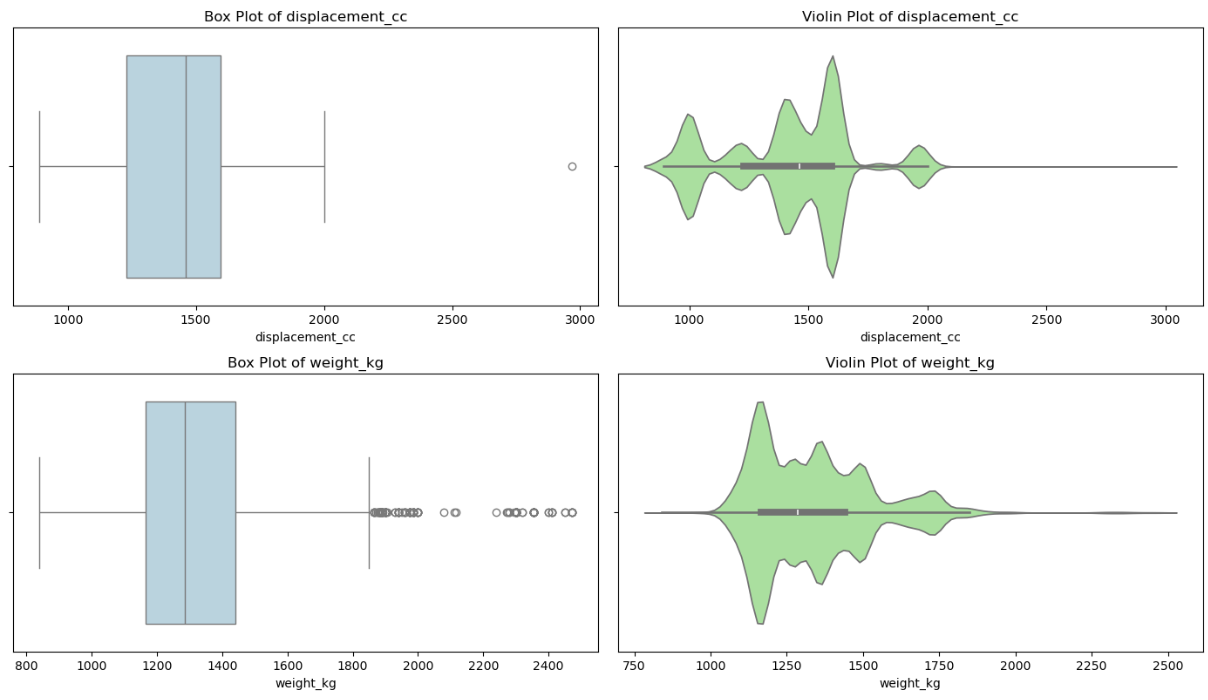 Box Plot of displacement_cc
Violin Plot of displacement_cc
1000 1500 2000 2500 3000
displacement_cc
1000 1500 2000 2500 3000
displacement_cc
Box Plot of weight_kg
Violin Plot of weight_kg
800 1000 1200 1400 1600 1800 2000 2200 2400
weight_kg
750 1000 1250 1500 1750 2000 2250 2500
weight_kg